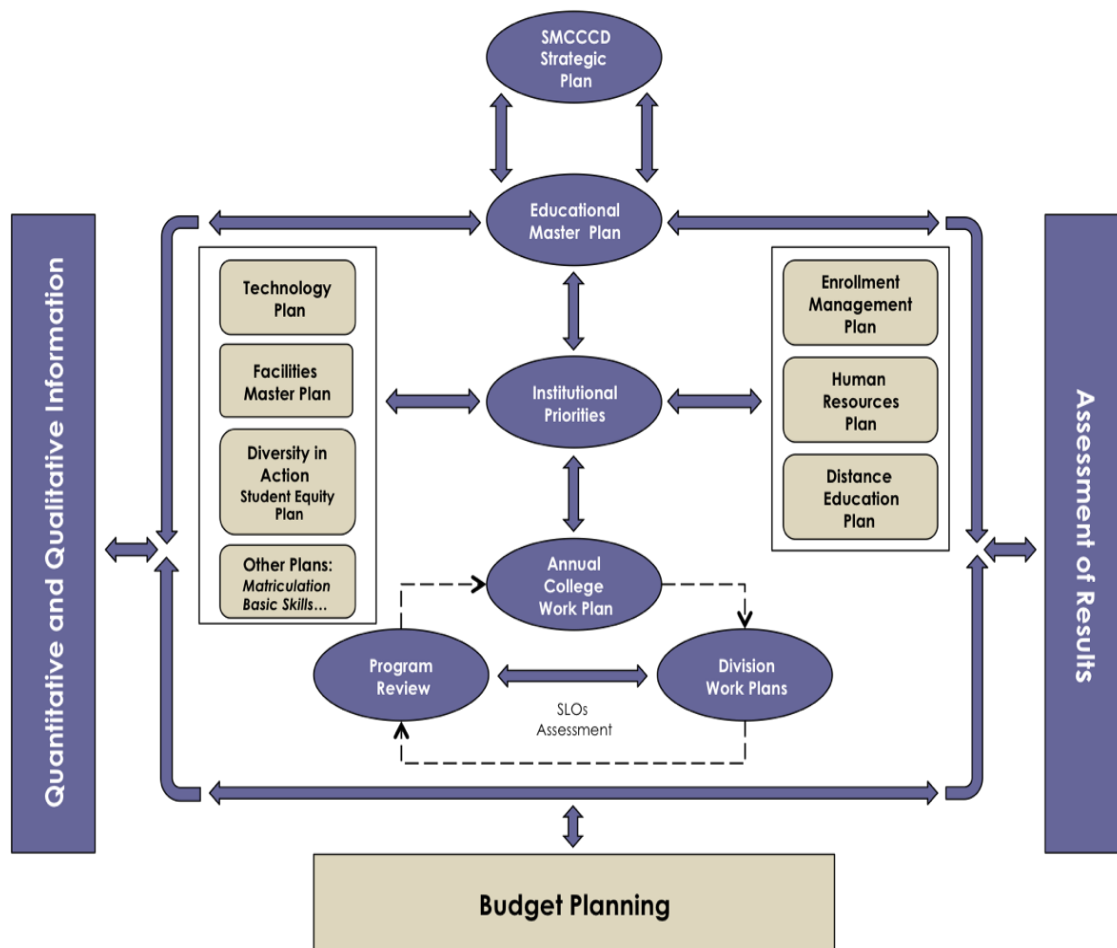 SMCCCD
Strategic
Plan
Educational
Master Plan
Quantitative and Qualitative Information
Technology
Plan
Facilities
Master Plan
Diversity in
Action
Student Equity
Plan
Other Plans:
Matriculation
Basic Skills...
Institutional
Priorities
Enrollment
Management
Plan
Human
Resources
Plan
Distance
Education
Plan
Assessment of Results
Annual
College
Work Plan
Program
Review
Division
Work Plans
SLOs
Assessment
Budget Planning